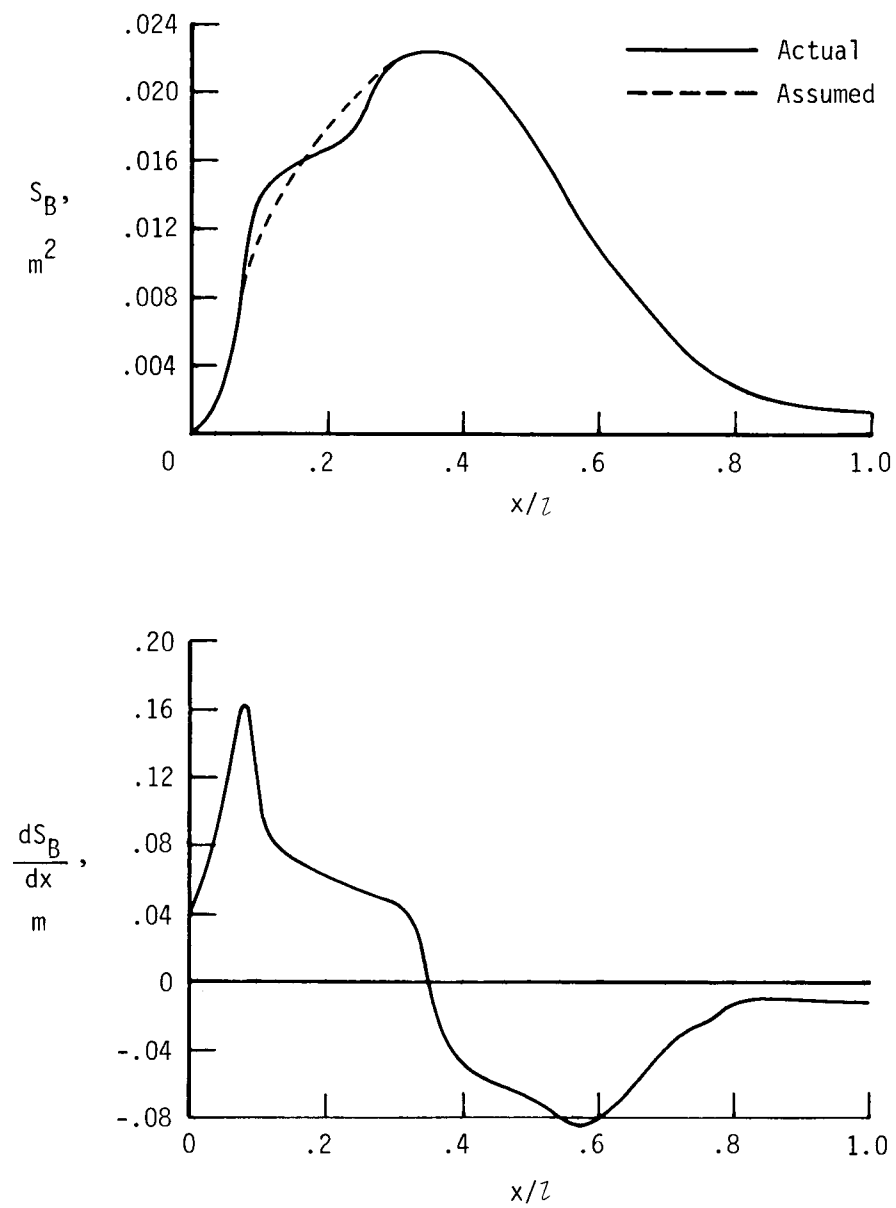 .024
.020
.016
.012
.008
.004
S_B,
m^2
Actual
Assumed
0 .2 .4 .6 .8 1.0
x/l
.20
.16
.12
.08
.04
0
-.04
-.08
dS_B
dx
,
m
0 .2 .4 .6 .8 1.0
x/l